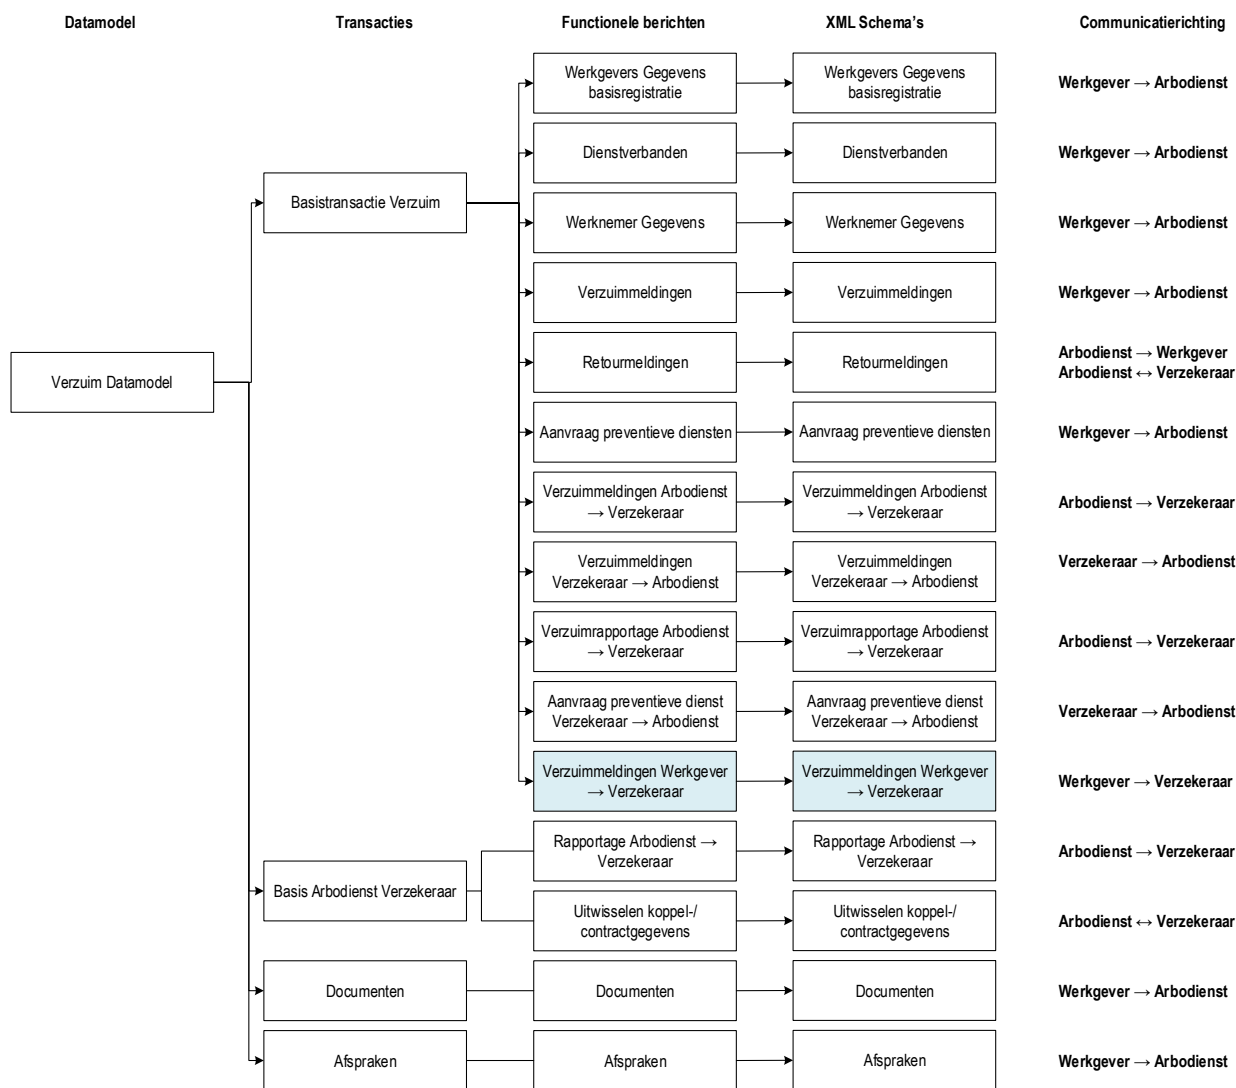 Datamodel Transacties Functionele berichten XML Schema’s Communicatierichting
Werkgevers Gegevens
basisregistratie
Werkgevers Gegevens
basisregistratie
Werkgever → Arbodienst
Dienstverbanden
Dienstverbanden
Werkgever → Arbodienst
Basistransactie Verzuim
Werknemer Gegevens
Werknemer Gegevens
Werkgever → Arbodienst
Verzuimmeldingen
Verzuimmeldingen
Werkgever → Arbodienst
Verzuim Datamodel
Retourmeldingen
Retourmeldingen
Arbodienst → Werkgever
Arbodienst ↔ Verzekeraar
Aanvraag preventieve diensten
Aanvraag preventieve diensten
Werkgever → Arbodienst
Verzuimmeldingen Arbodienst
→ Verzekeraar
Verzuimmeldingen Arbodienst
→ Verzekeraar
Arbodienst → Verzekeraar
Verzuimmeldingen
Verzekeraar → Arbodienst
Verzuimmeldingen
Verzekeraar → Arbodienst
Verzekeraar → Arbodienst
Verzuimrapportage Arbodienst
→ Verzekeraar
Verzuimrapportage Arbodienst
→ Verzekeraar
Arbodienst → Verzekeraar
Aanvraag preventieve dienst
Verzekeraar → Arbodienst
Aanvraag preventieve dienst
Verzekeraar → Arbodienst
Verzekeraar → Arbodienst
Verzuimmeldingen Werkgever
→ Verzekeraar
Verzuimmeldingen Werkgever
→ Verzekeraar
Werkgever → Verzekeraar
Basis Arbodienst Verzekeraar
Rapportage Arbodienst →
Verzekeraar
Rapportage Arbodienst →
Verzekeraar
Arbodienst → Verzekeraar
Uitwisselen koppel-/
contractgegevens
Uitwisselen koppel-/
contractgegevens
Arbodienst ↔ Verzekeraar
Documenten
Documenten
Documenten
Werkgever → Arbodienst
Afspraken
Afspraken
Afspraken
Werkgever → Arbodienst